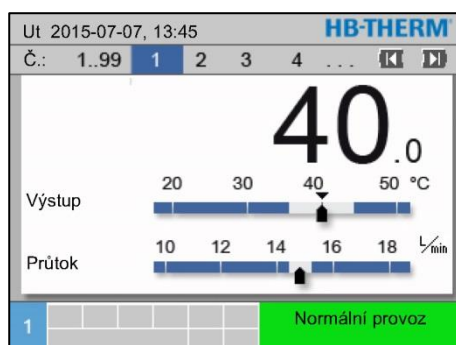 Ut 2015-07-07, 13:45 HB-THERM®
Č.: 1..99 1 2 3 4 ...
40.0
20 30 40 50 °C
Výstup
10 12 14 16 18 L/min
Průtok
1 Normální provoz